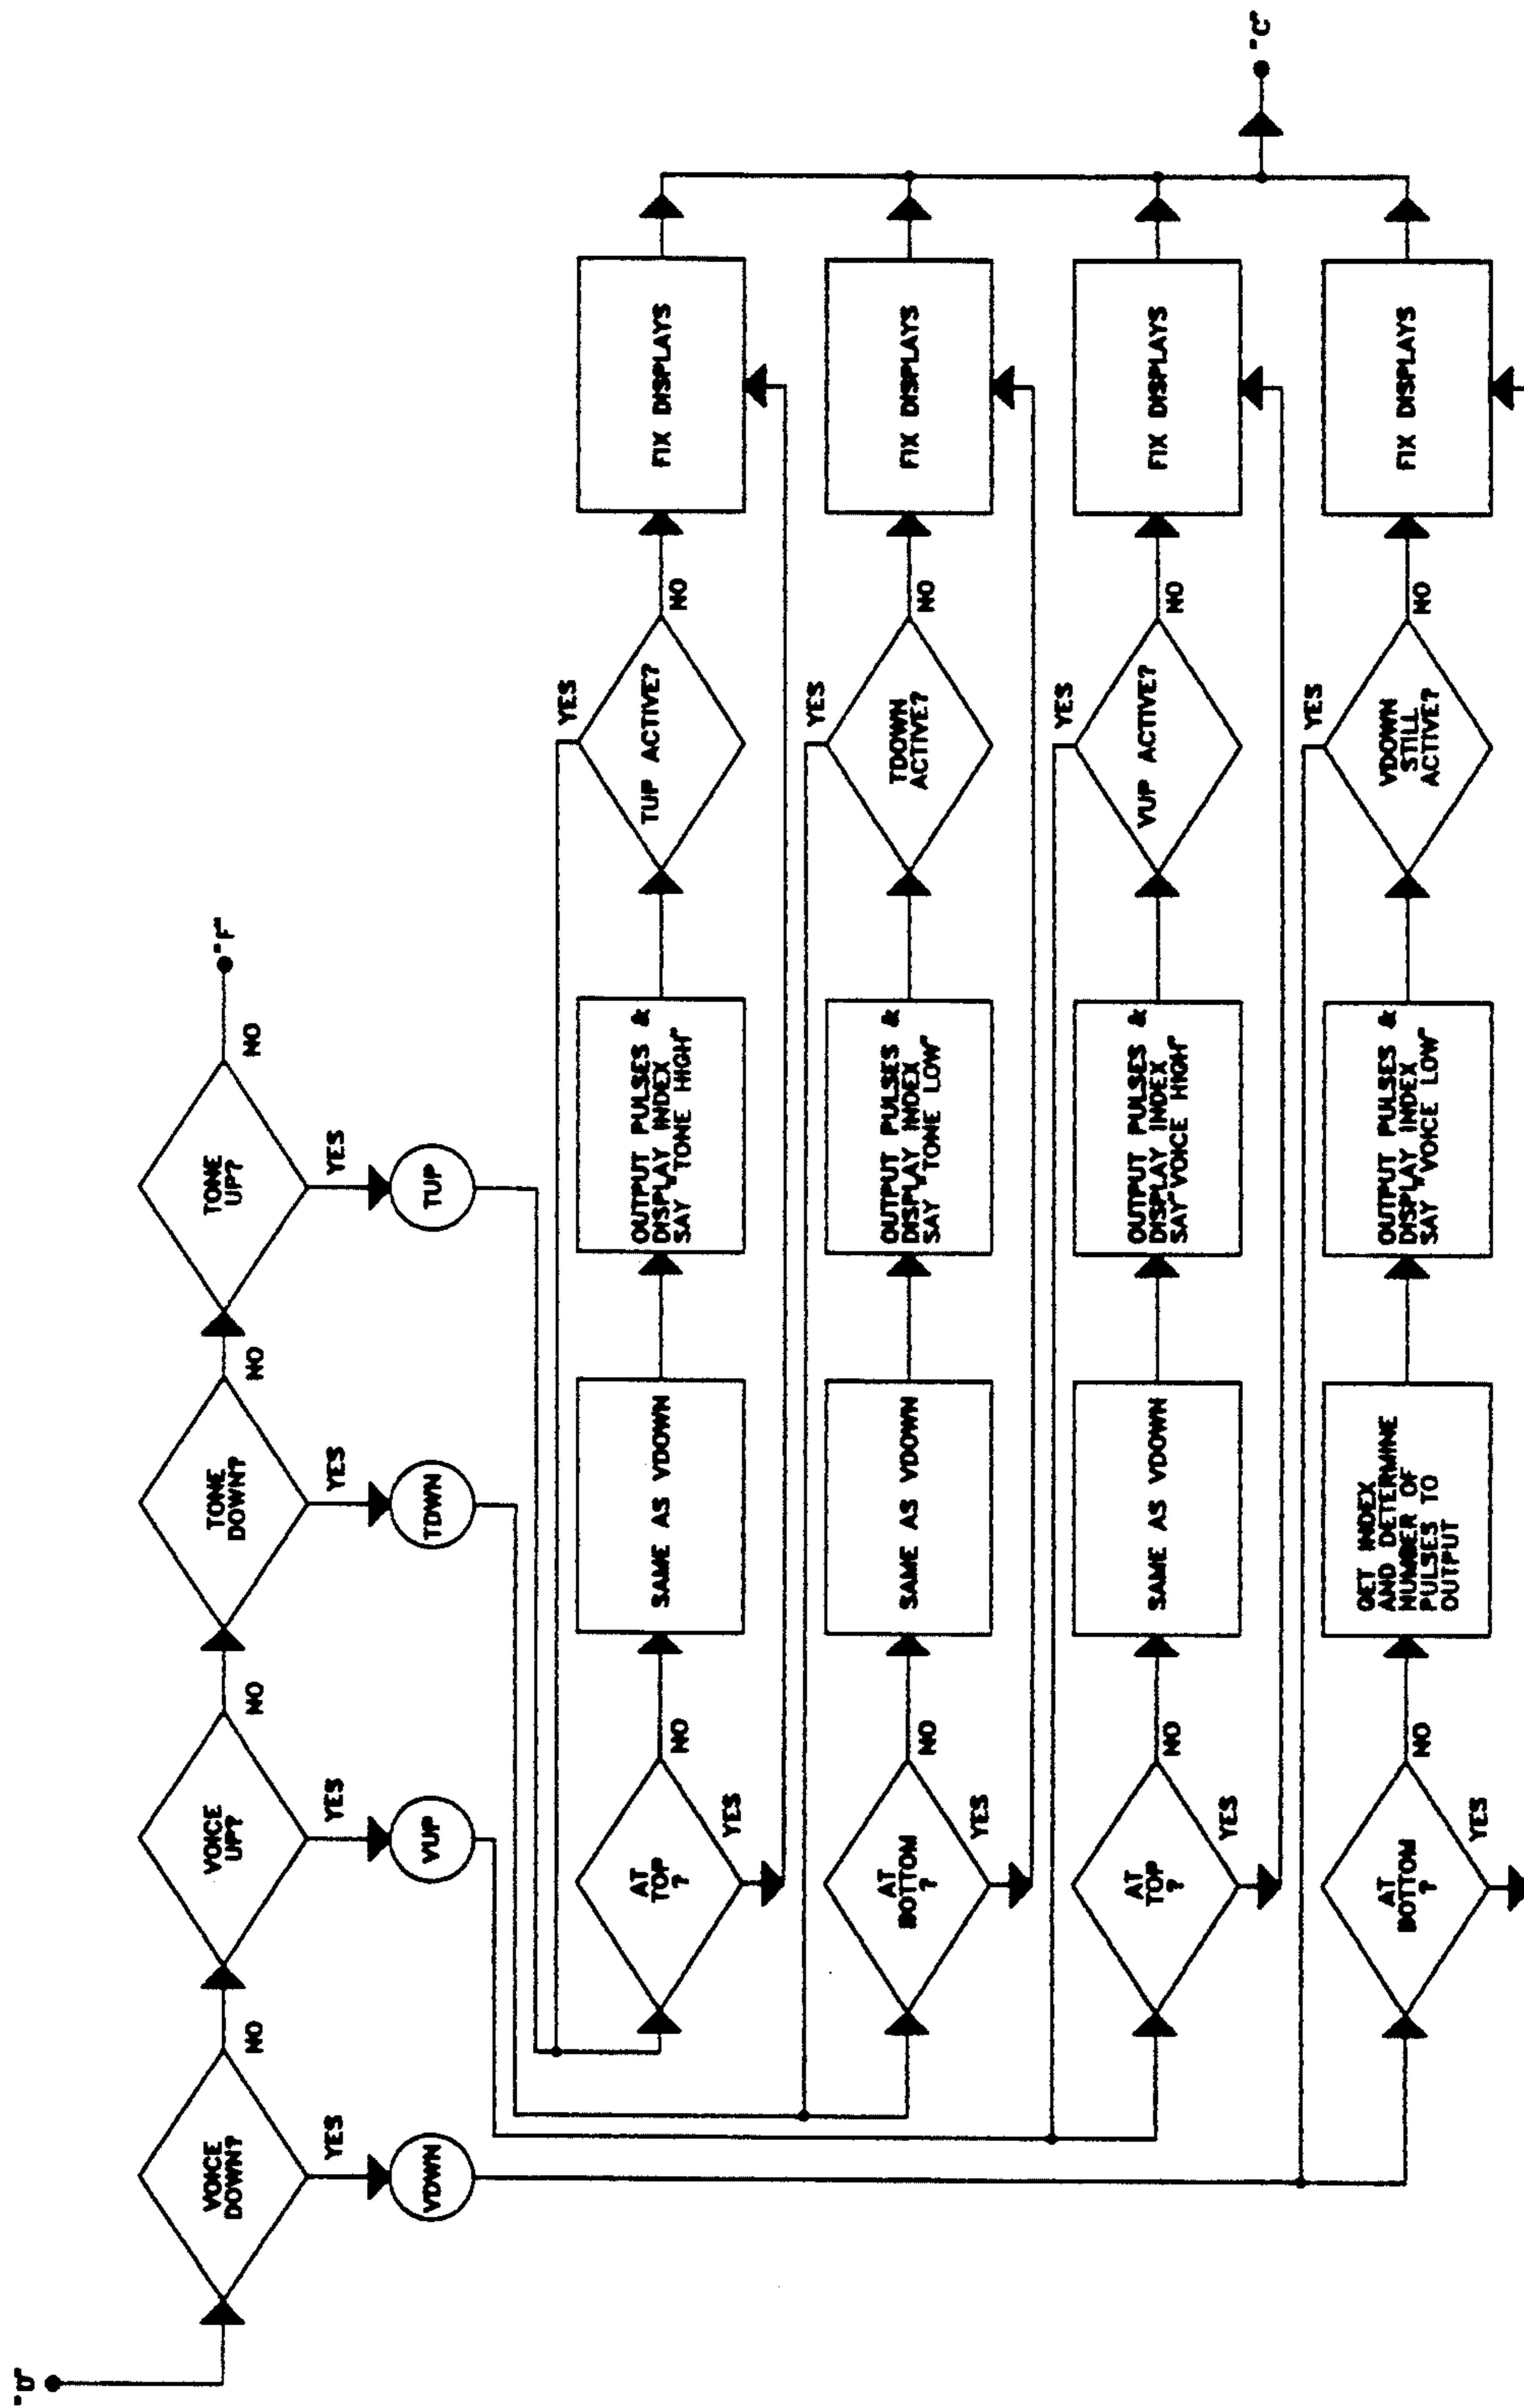 "D"
VOICE
DOWN?
NO
YES
VOICE
UP?
NO
YES
TONE
DOWN?
NO
YES
TONE
UP?
NO
YES
"F"
VDWN
VUP
TDWN
TUP
AT
TOP
?
NO
YES
SAME AS VDOWN
OUTPUT PULSES &
DISPLAY INDEX
SAY "TONE HIGH"
TUP ACTIVE?
YES
NO
FIX DISPLAYS
AT
BOTTOM
?
NO
YES
SAME AS VDOWN
OUTPUT PULSES &
DISPLAY INDEX
SAY "TONE LOW"
TDOWN
ACTIVE?
YES
NO
FIX DISPLAYS
AT
TOP
?
NO
YES
SAME AS VDOWN
OUTPUT PULSES &
DISPLAY INDEX
SAY "VOICE HIGH"
VUP ACTIVE?
YES
NO
FIX DISPLAYS
"C"
AT
BOTTOM
?
NO
YES
GET INDEX
AND DETERMINE
NUMBER OF
PULSES TO
OUTPUT
OUTPUT PULSES &
DISPLAY INDEX
SAY "VOICE LOW"
VDOWN
STILL
ACTIVE?
YES
NO
FIX DISPLAYS